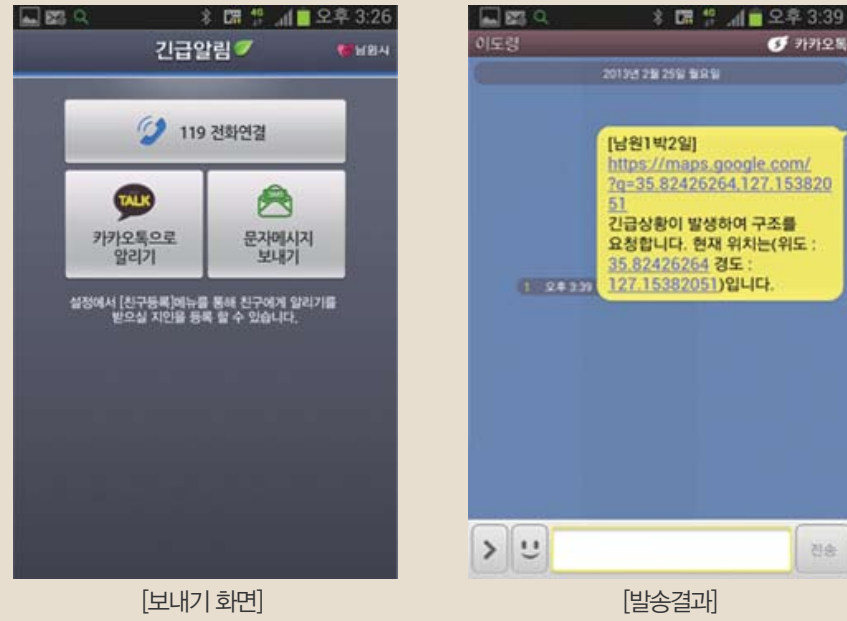 오후 3:26
긴급알림
남원시
119 전화연결
TALK
카카오톡으로
알리기
문자메시지
보내기
설정에서 [친구등록]메뉴를 통해 친구에게 알리기를
받으실 지인을 등록 할 수 있습니다.
[보내기 화면]
오후 3:39
이도령
카카오톡
2013년 2월 25일 월요일
[남원1박2일]
https://maps.google.com/
?q=35.82426264,127.153820
51
긴급상황이 발생하여 구조를
요청합니다. 현재 위치는(위도 :
35.82426264 경도 :
127.15382051)입니다.
1 오후 3:39
전송
[발송결과]